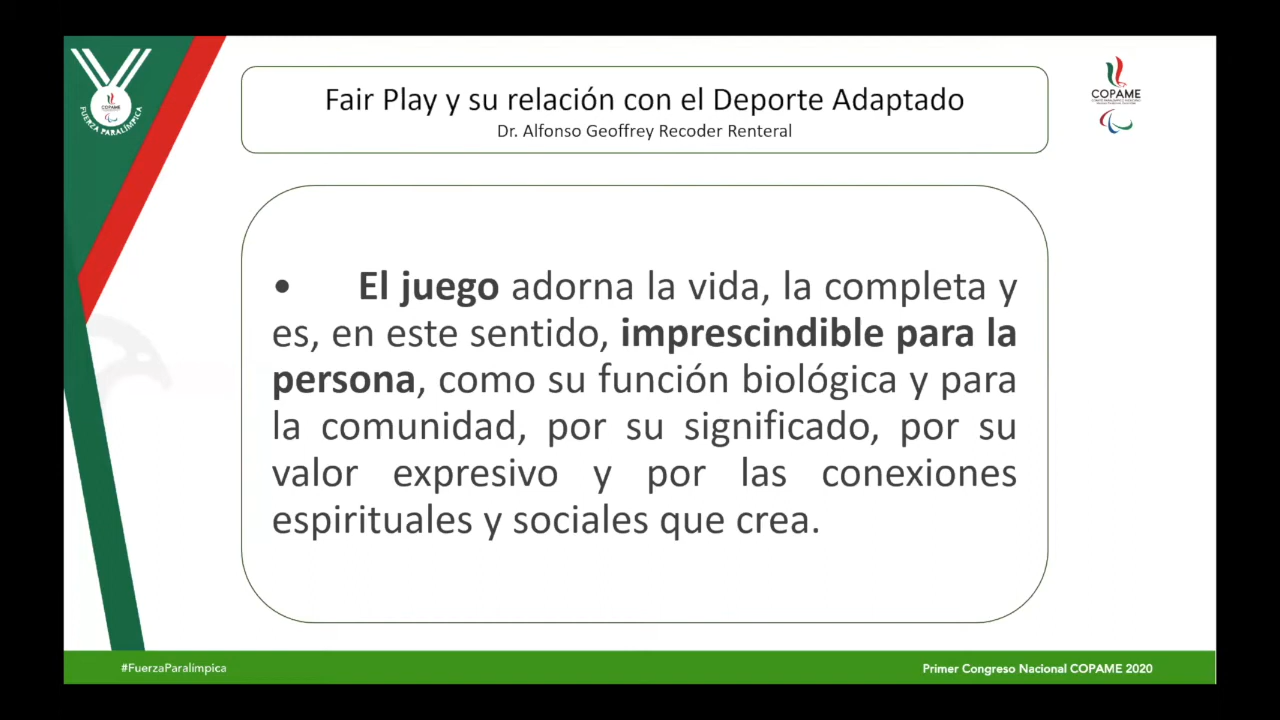 Fair Play y su relación con el Deporte Adaptado
Dr. Alfonso Geoffrey Recoder Renteral
COPAME
FUERZA PARALÍMPICA
COPAME
• El juego adorna la vida, la completa y
es, en este sentido, imprescindible para la
persona, como su función biológica y para
la comunidad, por su significado, por su
valor expresivo y por las conexiones
espirituales y sociales que crea.
#FuerzaParalímpica
Primer Congreso Nacional COPAME 2020